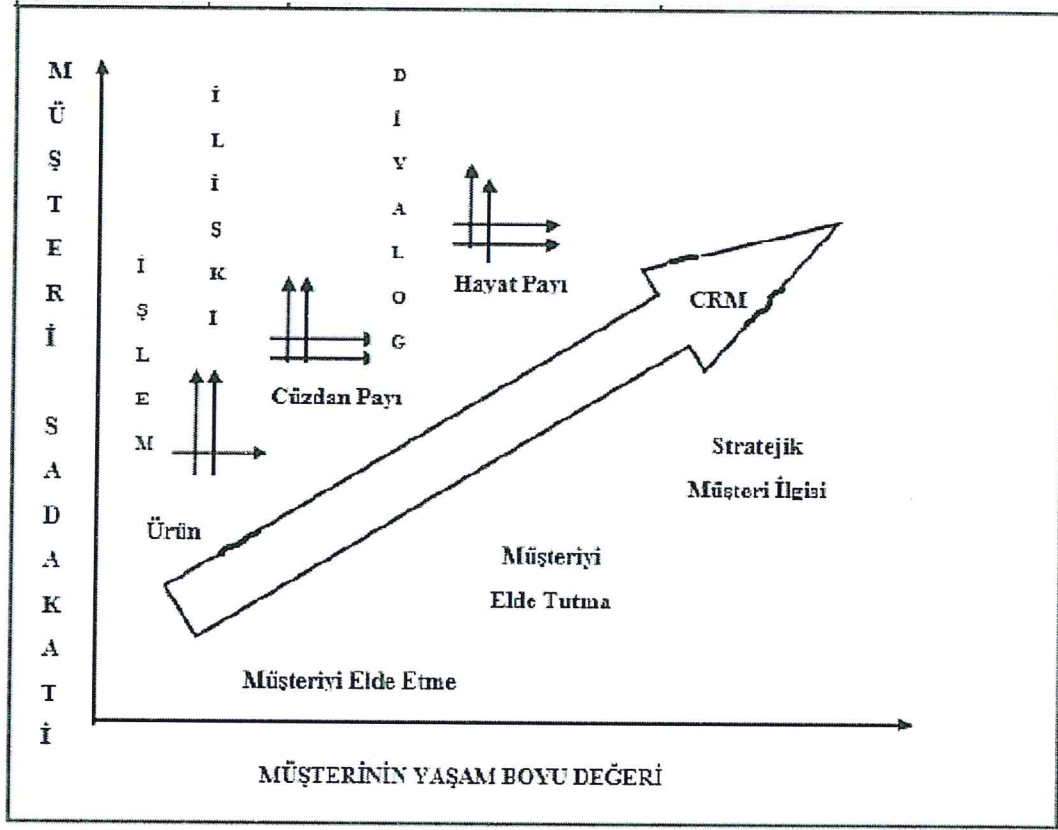 MÜŞTERİ SADAKATİ
İŞLEM
İLİŞKI
DİYALOG
Hayat Payı
CRM
Cüzdan Payı
Stratejik
Müşteri İlgisi
Ürün
Müşteriyi
Elde Tutma
Müşteriyi Elde Etme
MÜŞTERİNİN YAŞAM BOYU DEĞERİ